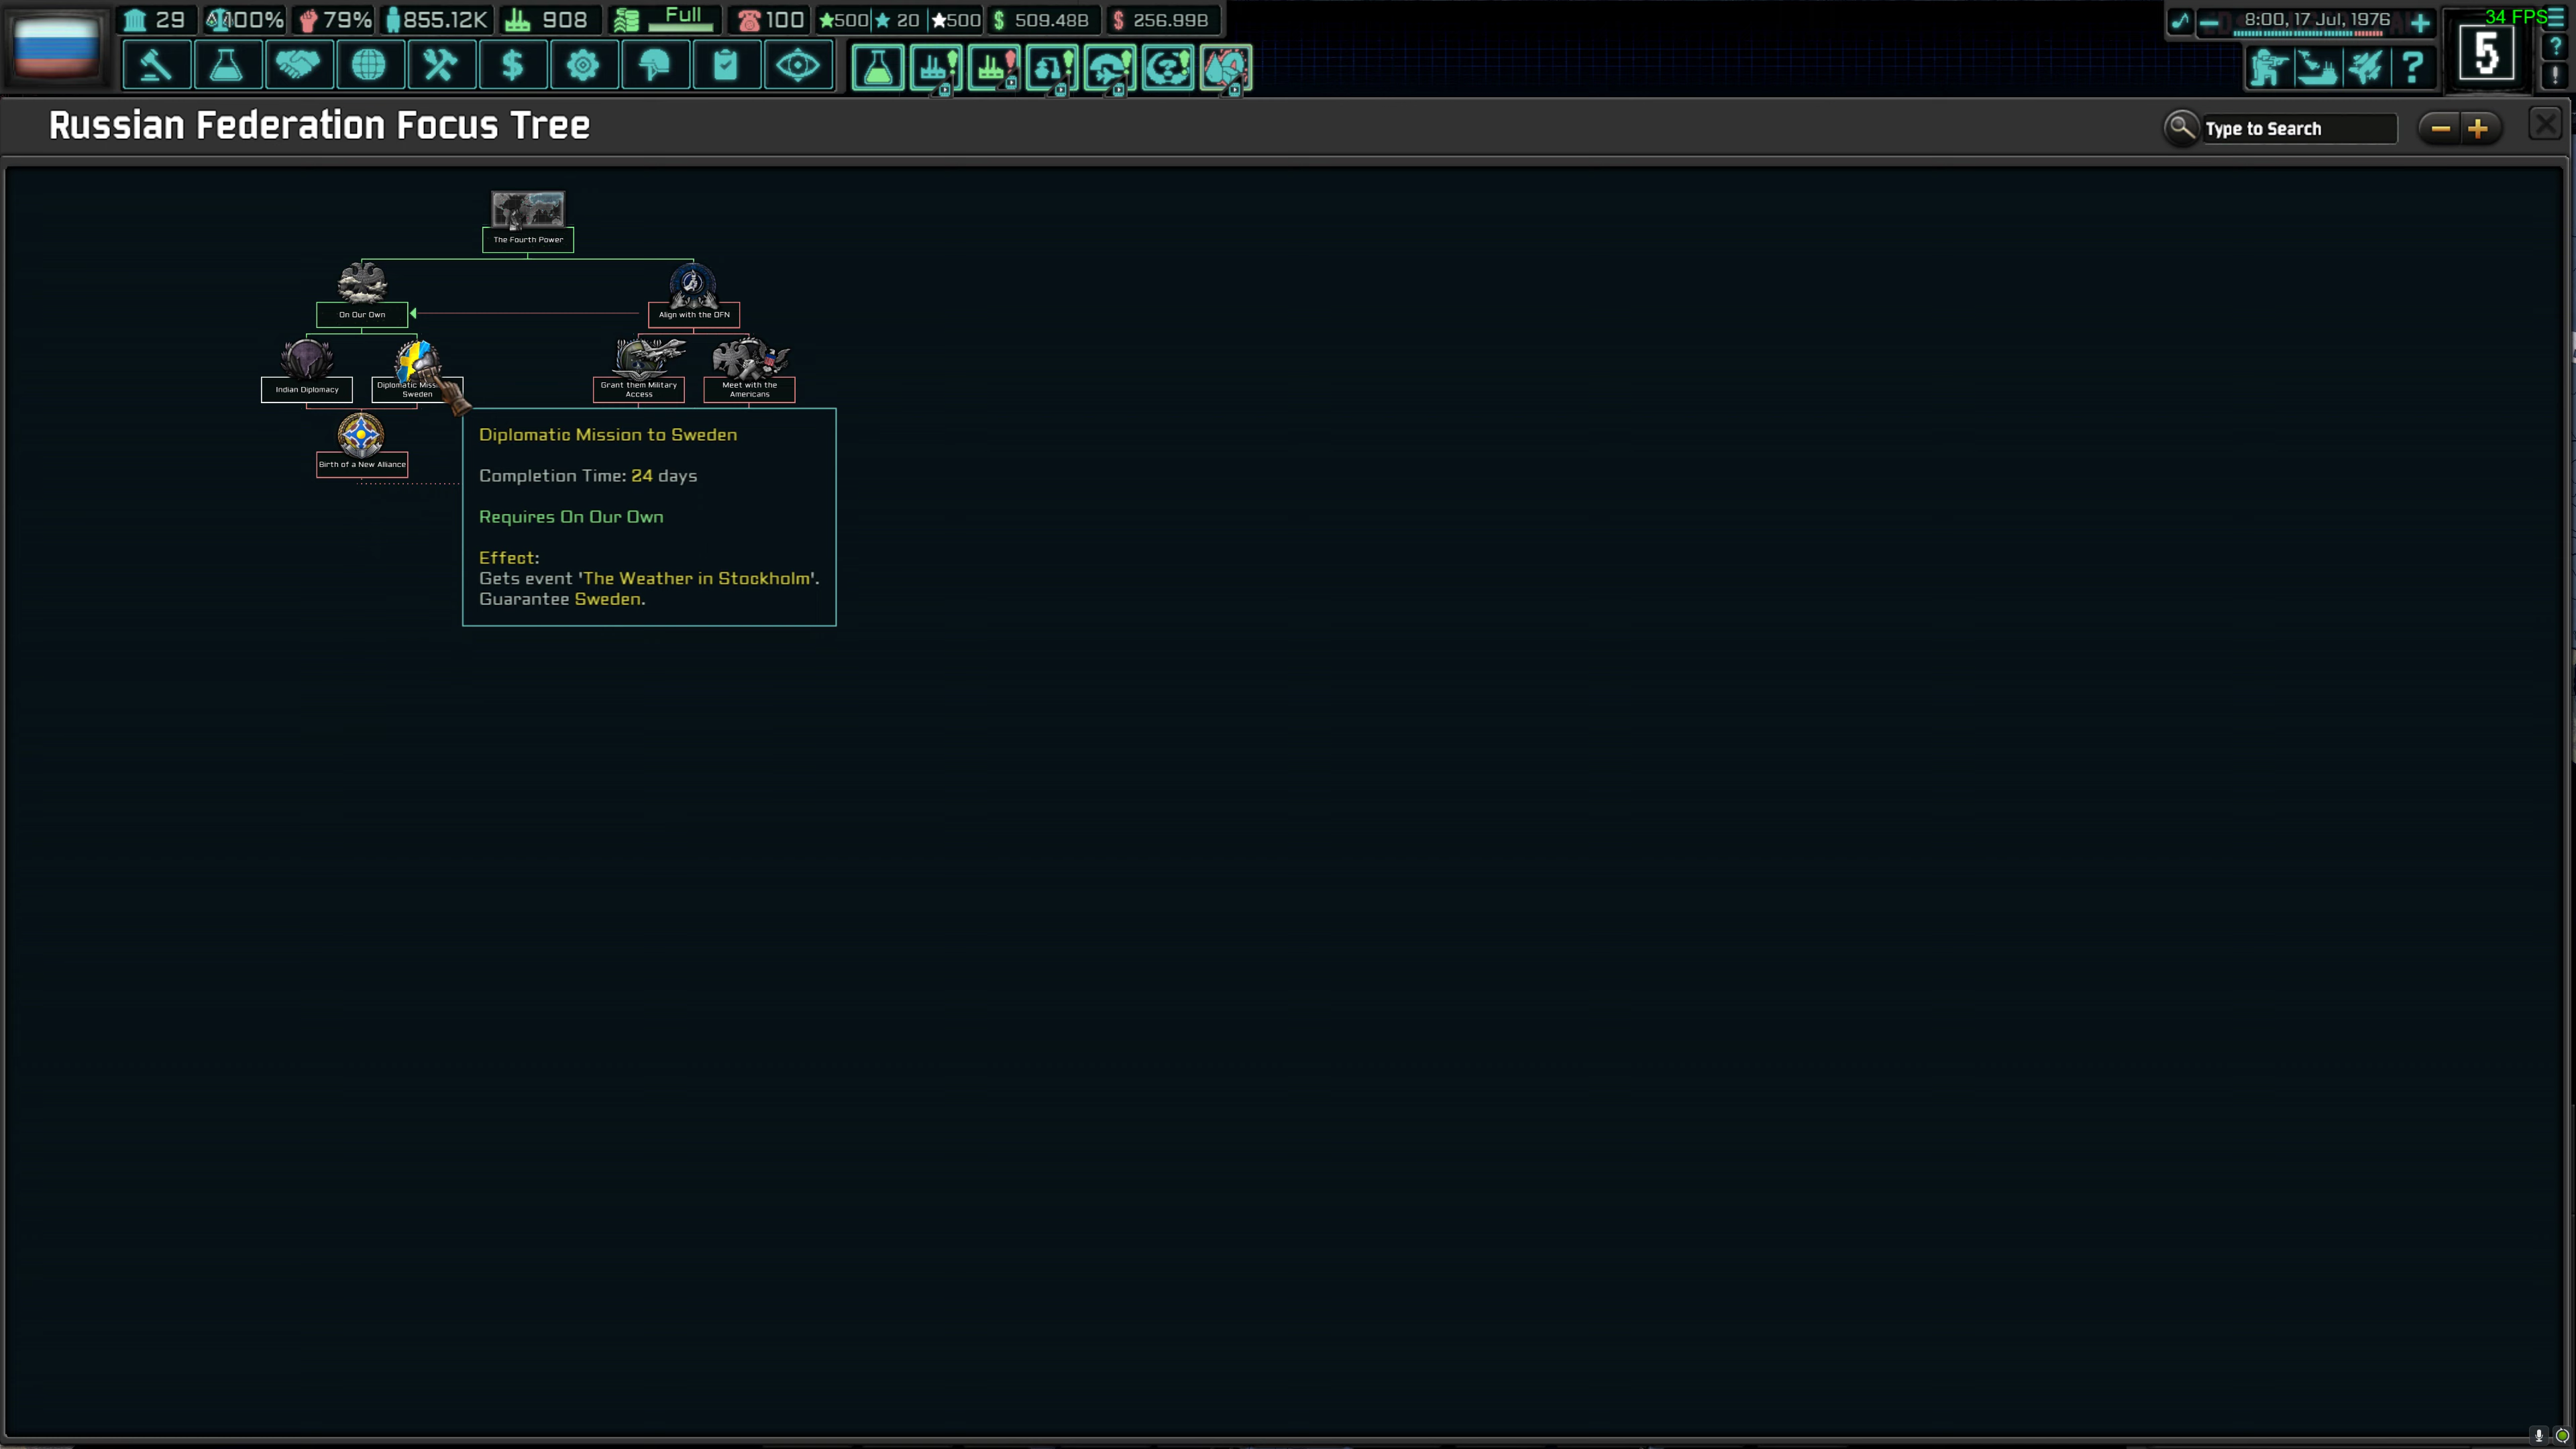 29
100%
79%
855.12K
908
Full
100
500
20
500
$ 509.48B
$ 256.99B
8:00, 17 Jul, 1976
34 FPS
5
Russian Federation Focus Tree
Type to Search
The Fourth Power
On Our Own
Align with the OFN
Indian Diplomacy
Diplomatic
Sweden
Grant them Military
Access
Meet with the
Americans
Birth of a New Alliance
Diplomatic Mission to Sweden
Completion Time: 24 days
Requires On Our Own
Effect:
Gets event 'The Weather in Stockholm'.
Guarantee Sweden.